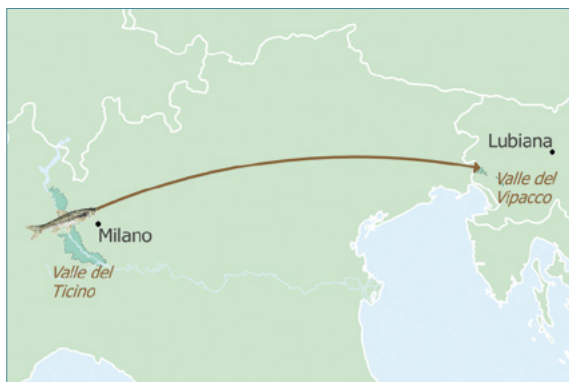 Lubiana
Valle del
Vipacco
Milano
Valle del
Ticino